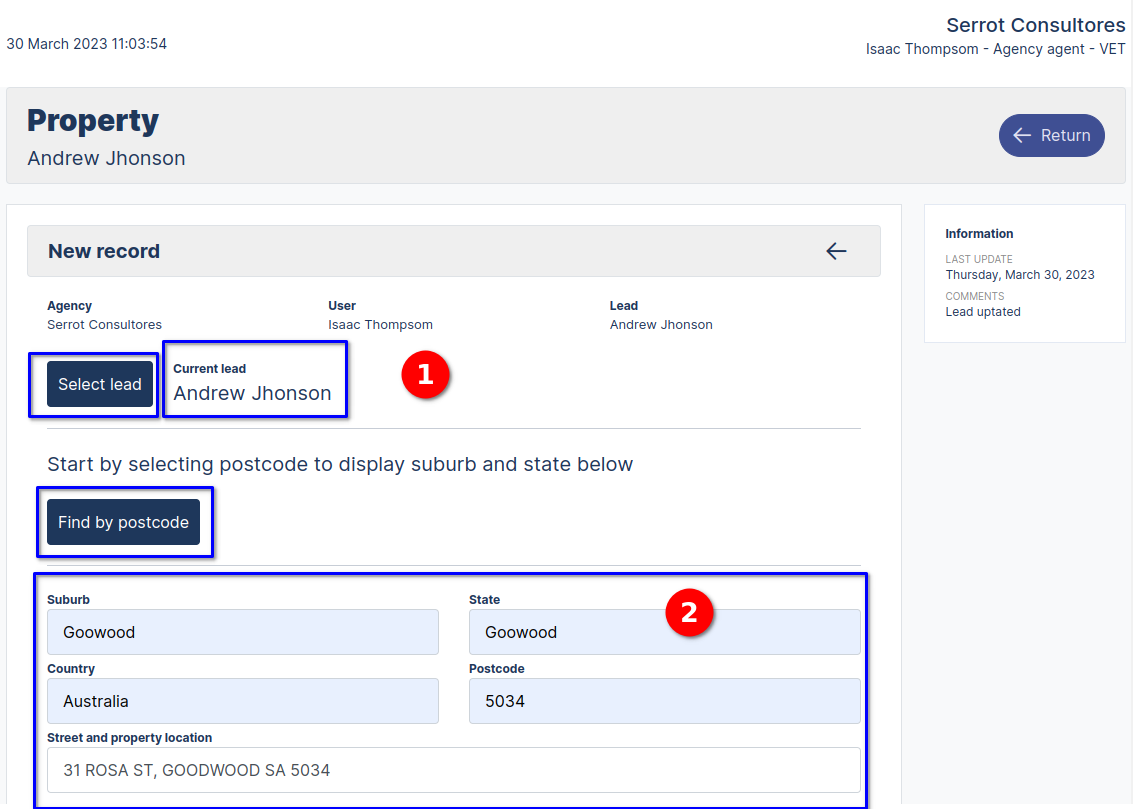 Serrot Consultores
30 March 2023 11:03:54
Isaac Thompsom - Agency agent - VET
Property
Andrew Jhonson
Return
New record
Agency
Serrot Consultores
User
Isaac Thompsom
Lead
Andrew Jhonson
Select lead
Current lead
Andrew Jhonson
1
Start by selecting postcode to display suburb and state below
Find by postcode
Suburb
Goowood
State
Goowood
2
Country
Australia
Postcode
5034
Street and property location
31 ROSA ST, GOODWOOD SA 5034
Information
LAST UPDATE
Thursday, March 30, 2023
COMMENTS
Lead uptated